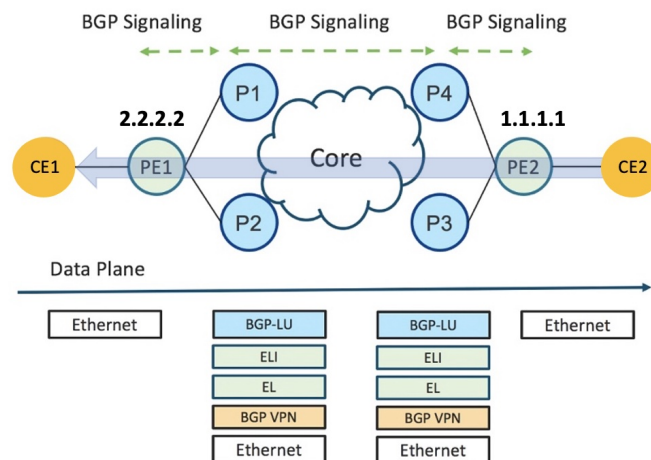 BGP Signaling
BGP Signaling
BGP Signaling
P1
P4
2.2.2.2
1.1.1.1
CE1
PE1
Core
PE2
CE2
P2
P3
Data Plane
Ethernet
BGP-LU
BGP-LU
Ethernet
ELI
ELI
EL
EL
BGP VPN
BGP VPN
Ethernet
Ethernet